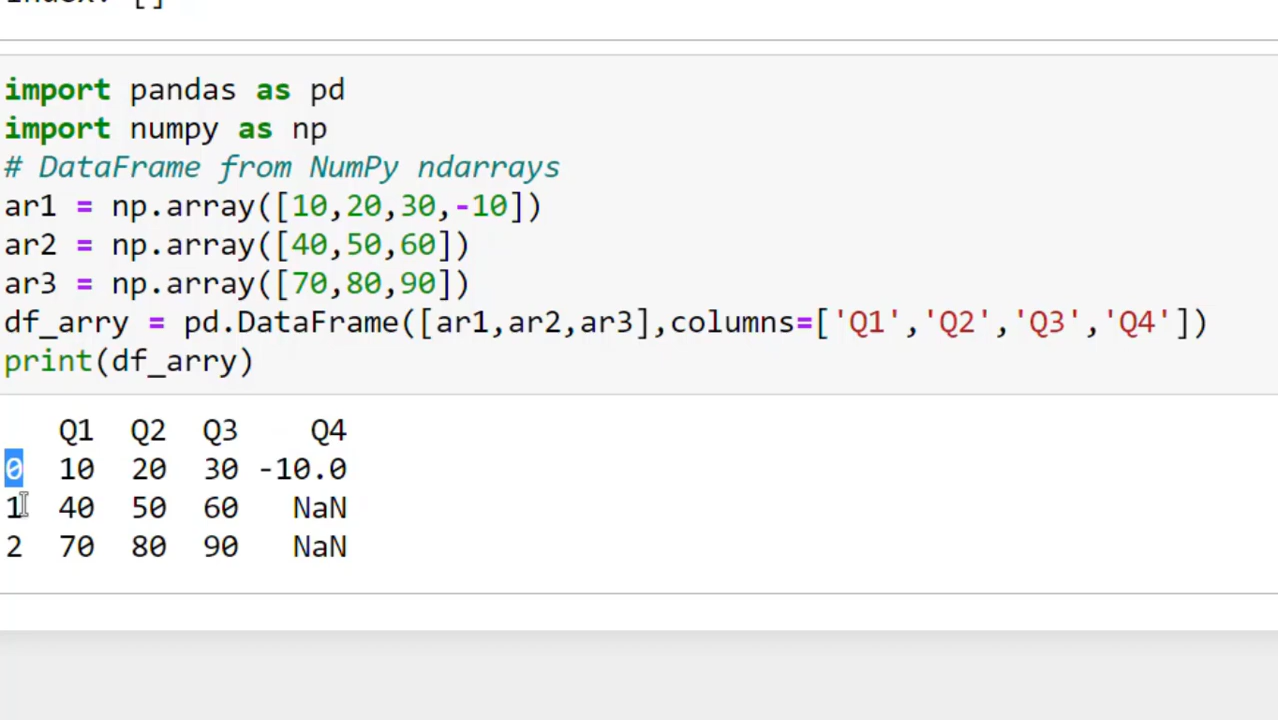 index: []
import pandas as pd
import numpy as np
# DataFrame from NumPy ndarrays
ar1 = np.array([10,20,30,-10])
ar2 = np.array([40,50,60])
ar3 = np.array([70,80,90])
df_arry = pd.DataFrame([ar1,ar2,ar3],columns=['Q1','Q2','Q3','Q4'])
print(df_arry)
Q1 Q2 Q3 Q4
0 10 20 30 -10.0
1 40 50 60 NaN
2 70 80 90 NaN